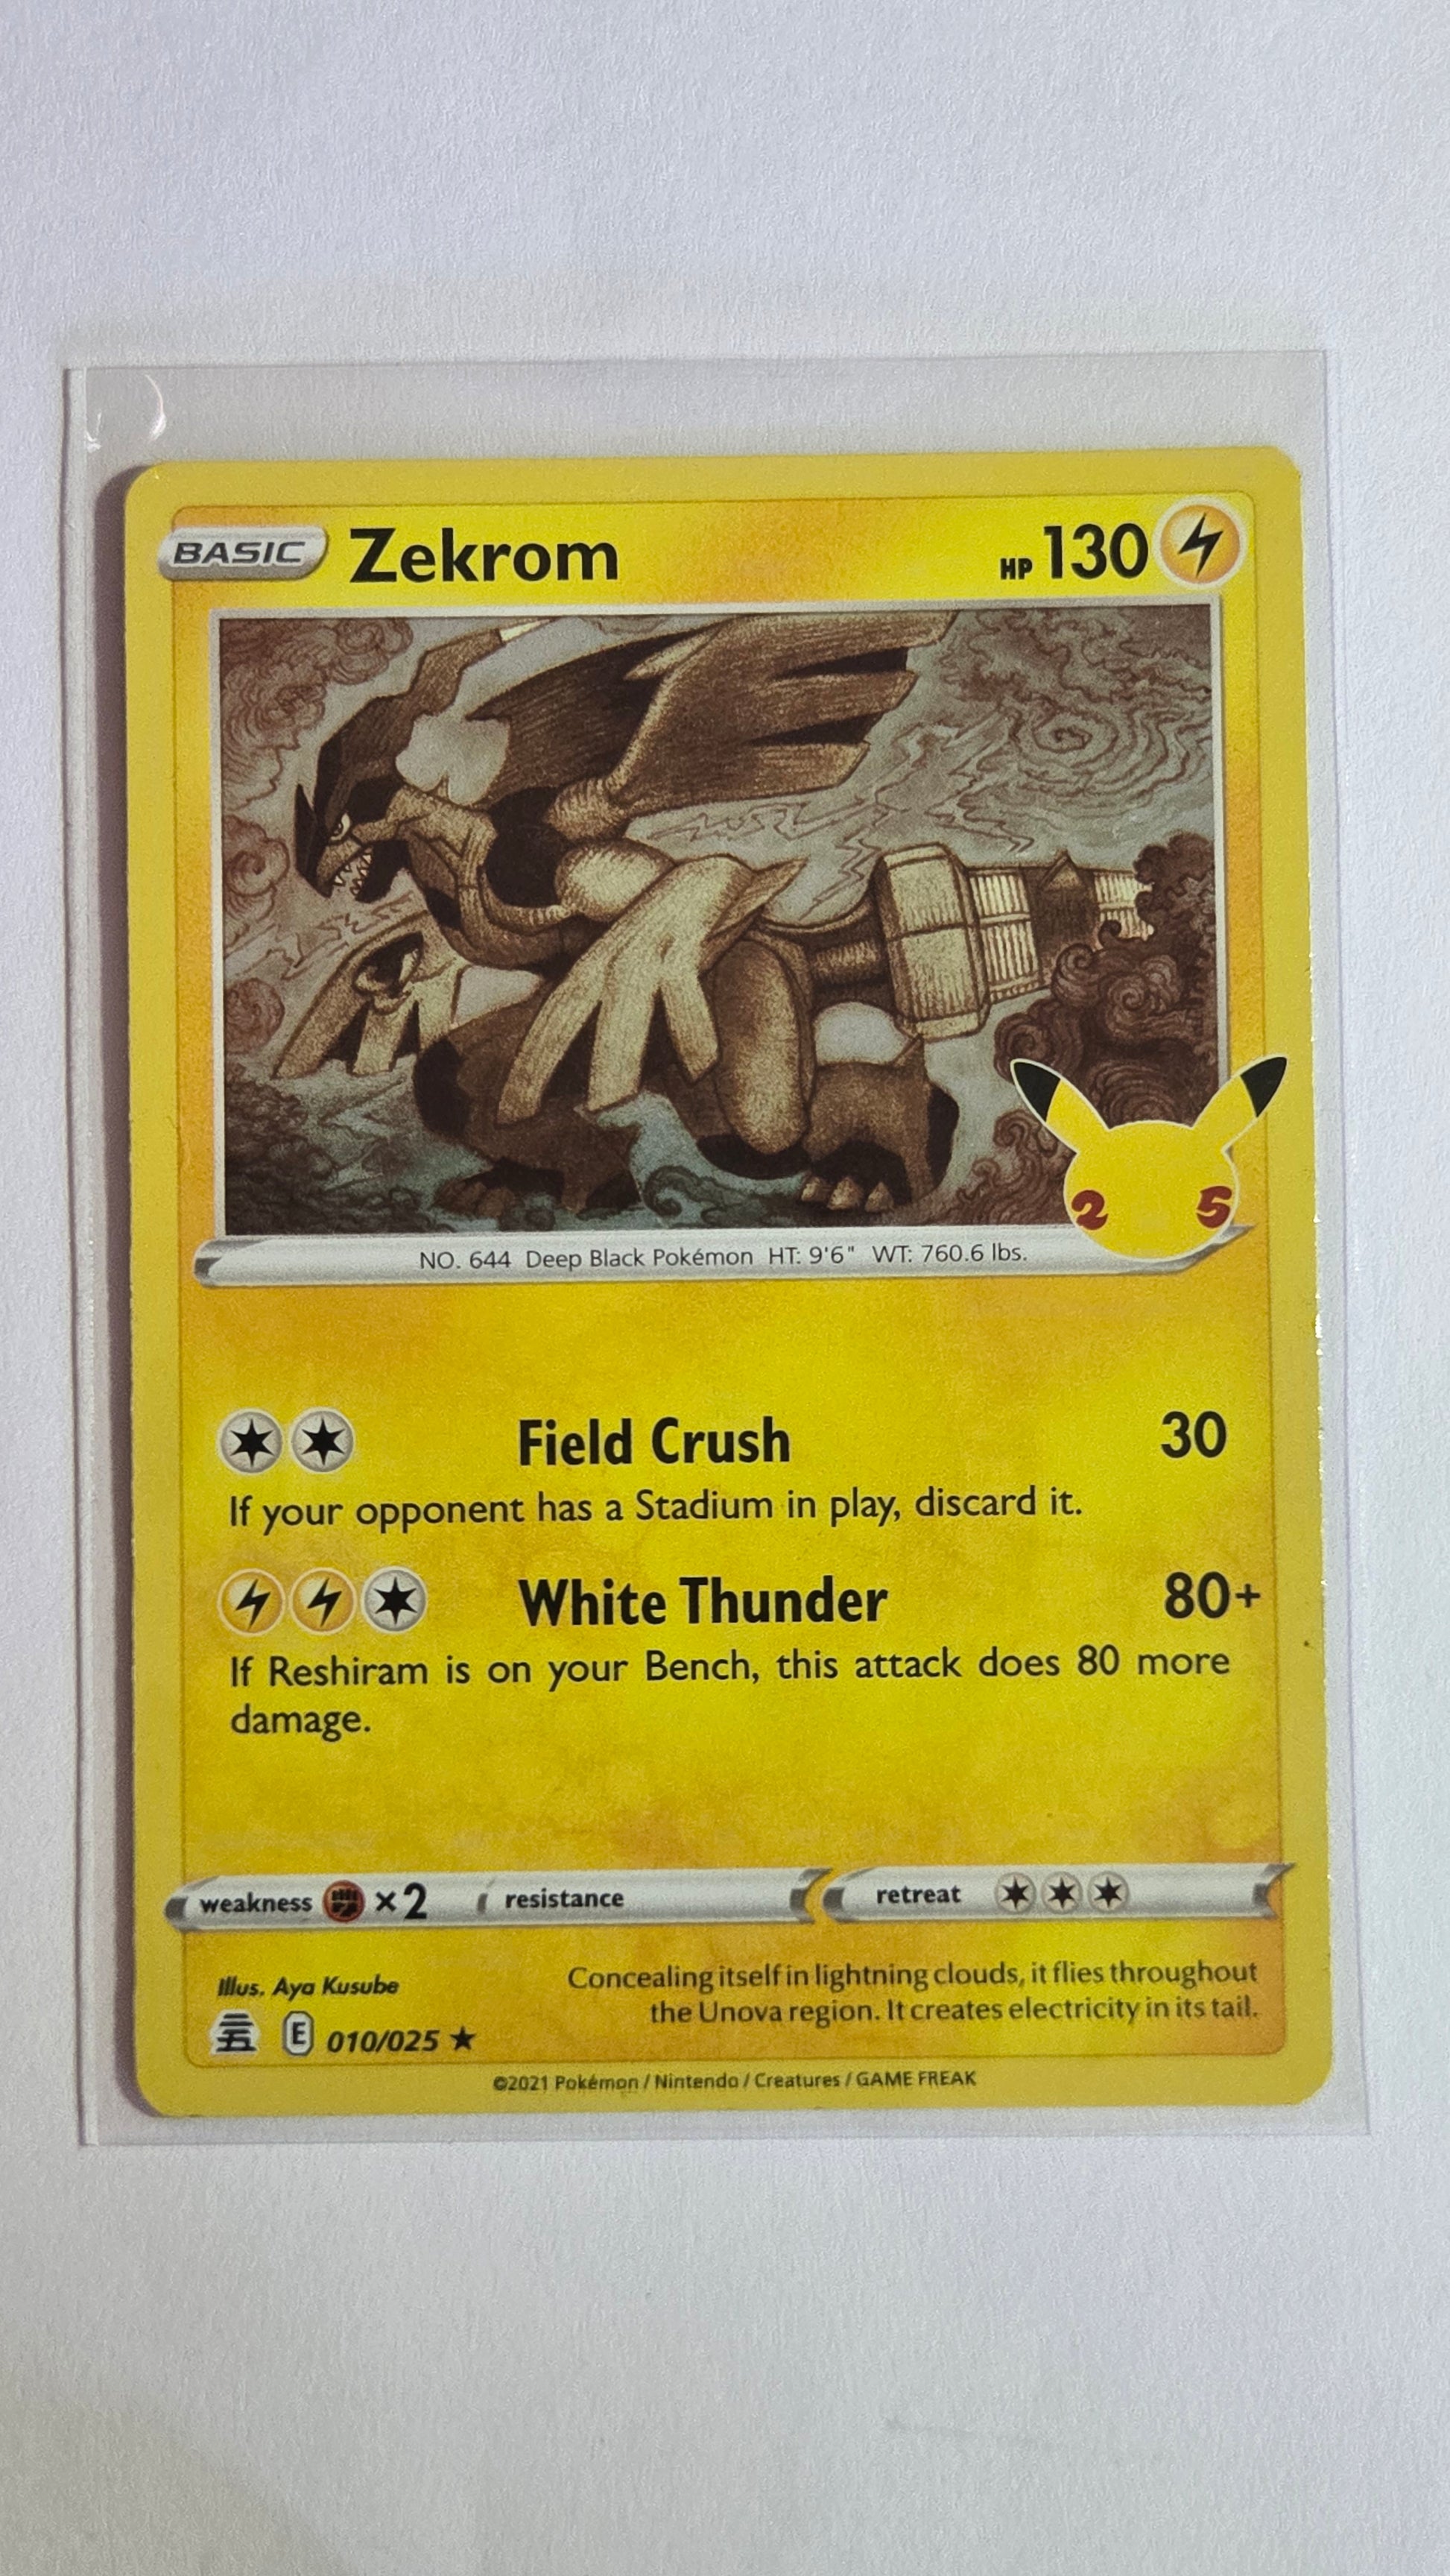 BASIC Zekrom HP 130
2 5
NO. 644 Deep Black Pokémon HT: 9'6" WT: 760.6 lbs.
Field Crush 30
If your opponent has a Stadium in play, discard it.
White Thunder 80+
If Reshiram is on your Bench, this attack does 80 more
damage.
weakness ×2 resistance retreat
Illus. Aya Kusube
Concealing itself in lightning clouds, it flies throughout
the Unova region. It creates electricity in its tail.
E 010/025 ★
©2021 Pokémon / Nintendo / Creatures / GAME FREAK